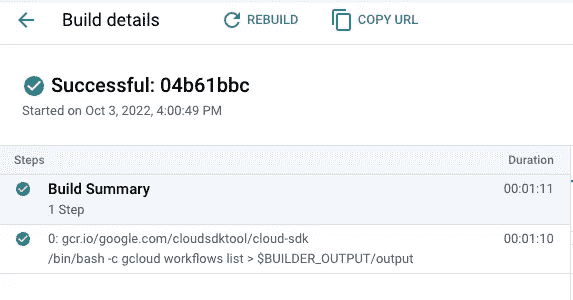 Build details REBUILD COPY URL
Successful: 04b61bbc
Started on Oct 3, 2022, 4:00:49 PM
Steps Duration
Build Summary 00:01:11
1 Step
0: gcr.io/google.com/cloudsdktool/cloud-sdk 00:01:10
/bin/bash -c gcloud workflows list > $BUILDER_OUTPUT/output